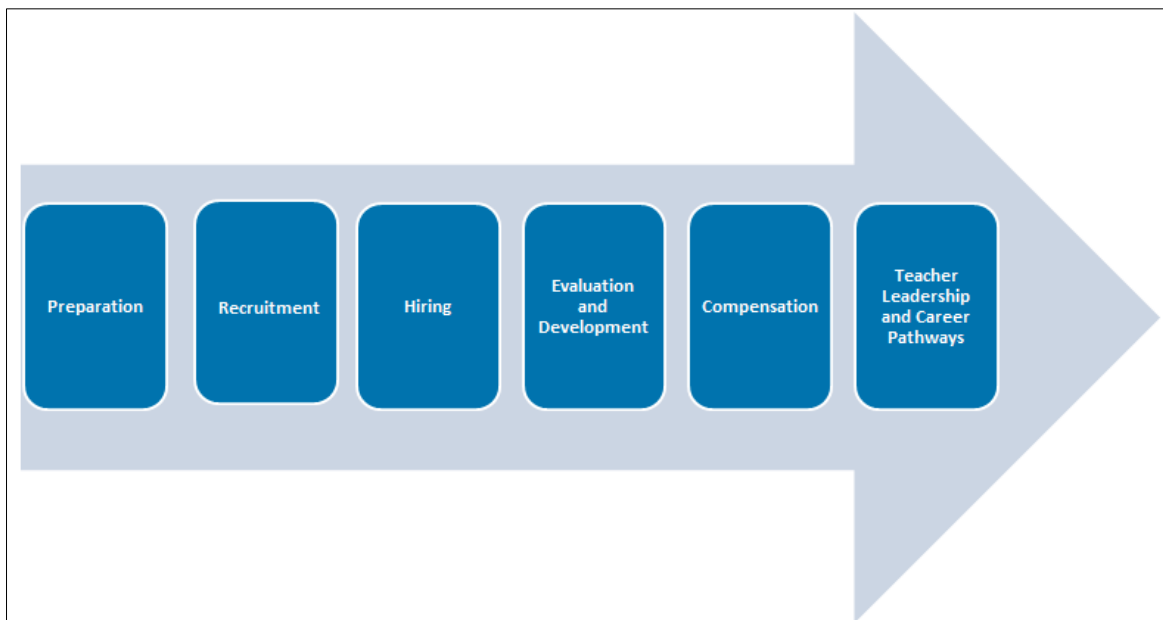 Preparation
Recruitment
Hiring
Evaluation
and
Development
Compensation
Teacher
Leadership
and Career
Pathways